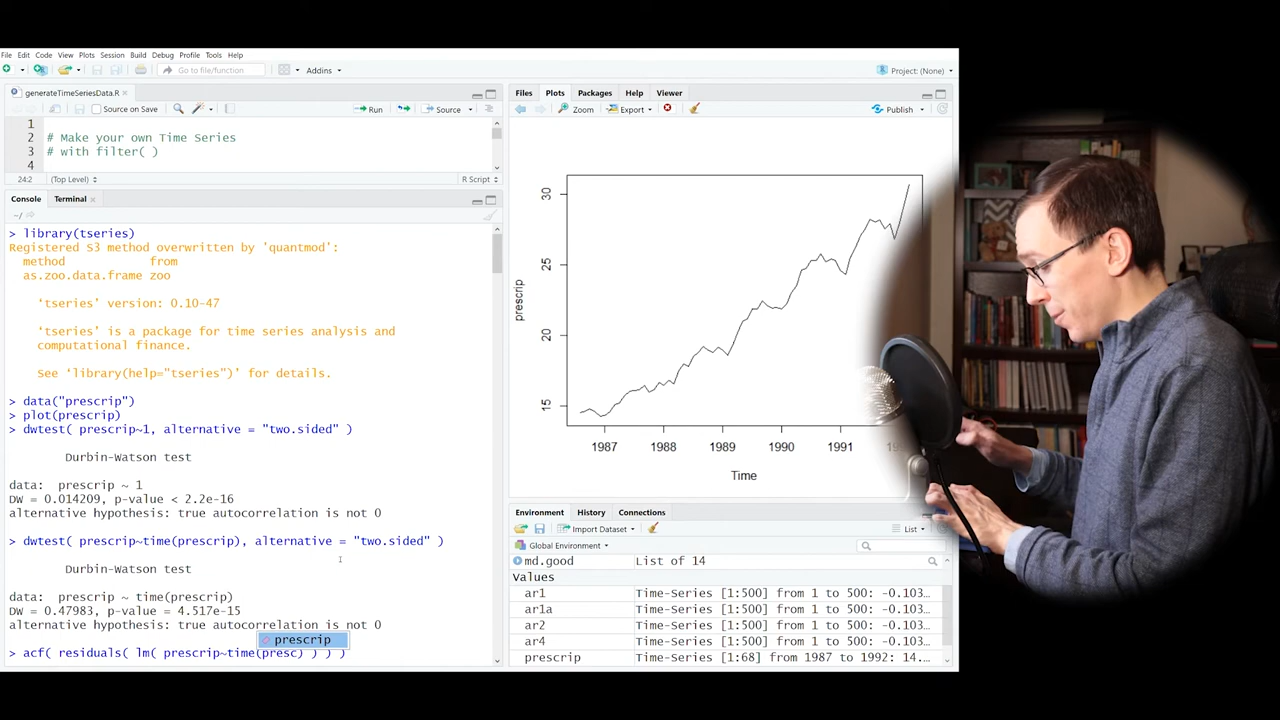 File Edit Code View Plots Session Build Debug Profile Tools Help
Go to file/function
Addins
Project: (None)
generateTimeSeriesData.R
Source on Save
Run
Source
1
2 # Make your own Time Series
3 # with filter( )
4
24:2 (Top Level) R Script
Console Terminal
~/
> library(tseries)
Registered S3 method overwritten by 'quantmod':
method from
as.zoo.data.frame zoo
'tseries' version: 0.10-47
'tseries' is a package for time series analysis and
computational finance.
See 'library(help="tseries")' for details.
> data("prescrip")
> plot(prescrip)
> dwtest( prescrip~1, alternative = "two.sided" )
Durbin-Watson test
data: prescrip ~ 1
DW = 0.014209, p-value < 2.2e-16
alternative hypothesis: true autocorrelation is not 0
> dwtest( prescrip~time(prescrip), alternative = "two.sided" )
Durbin-Watson test
data: prescrip ~ time(prescrip)
DW = 0.47983, p-value = 4.517e-15
alternative hypothesis: true autocorrelation is not 0
prescrip
> acf( residuals( lm( prescrip~time(presc) ) ) )
Files Plots Packages Help Viewer
Zoom Export Publish
30
25
20
15
prescrip
1987 1988 1989 1990 1991
Time
Environment History Connections
Import Dataset List
Global Environment
md.good List of 14
Values
ar1 Time-Series [1:500] from 1 to 500: -0.103…
ar1a Time-Series [1:500] from 1 to 500: -0.103…
ar2 Time-Series [1:500] from 1 to 500: -0.103…
ar4 Time-Series [1:500] from 1 to 500: -0.103…
prescrip Time-Series [1:68] from 1987 to 1992: 14.…